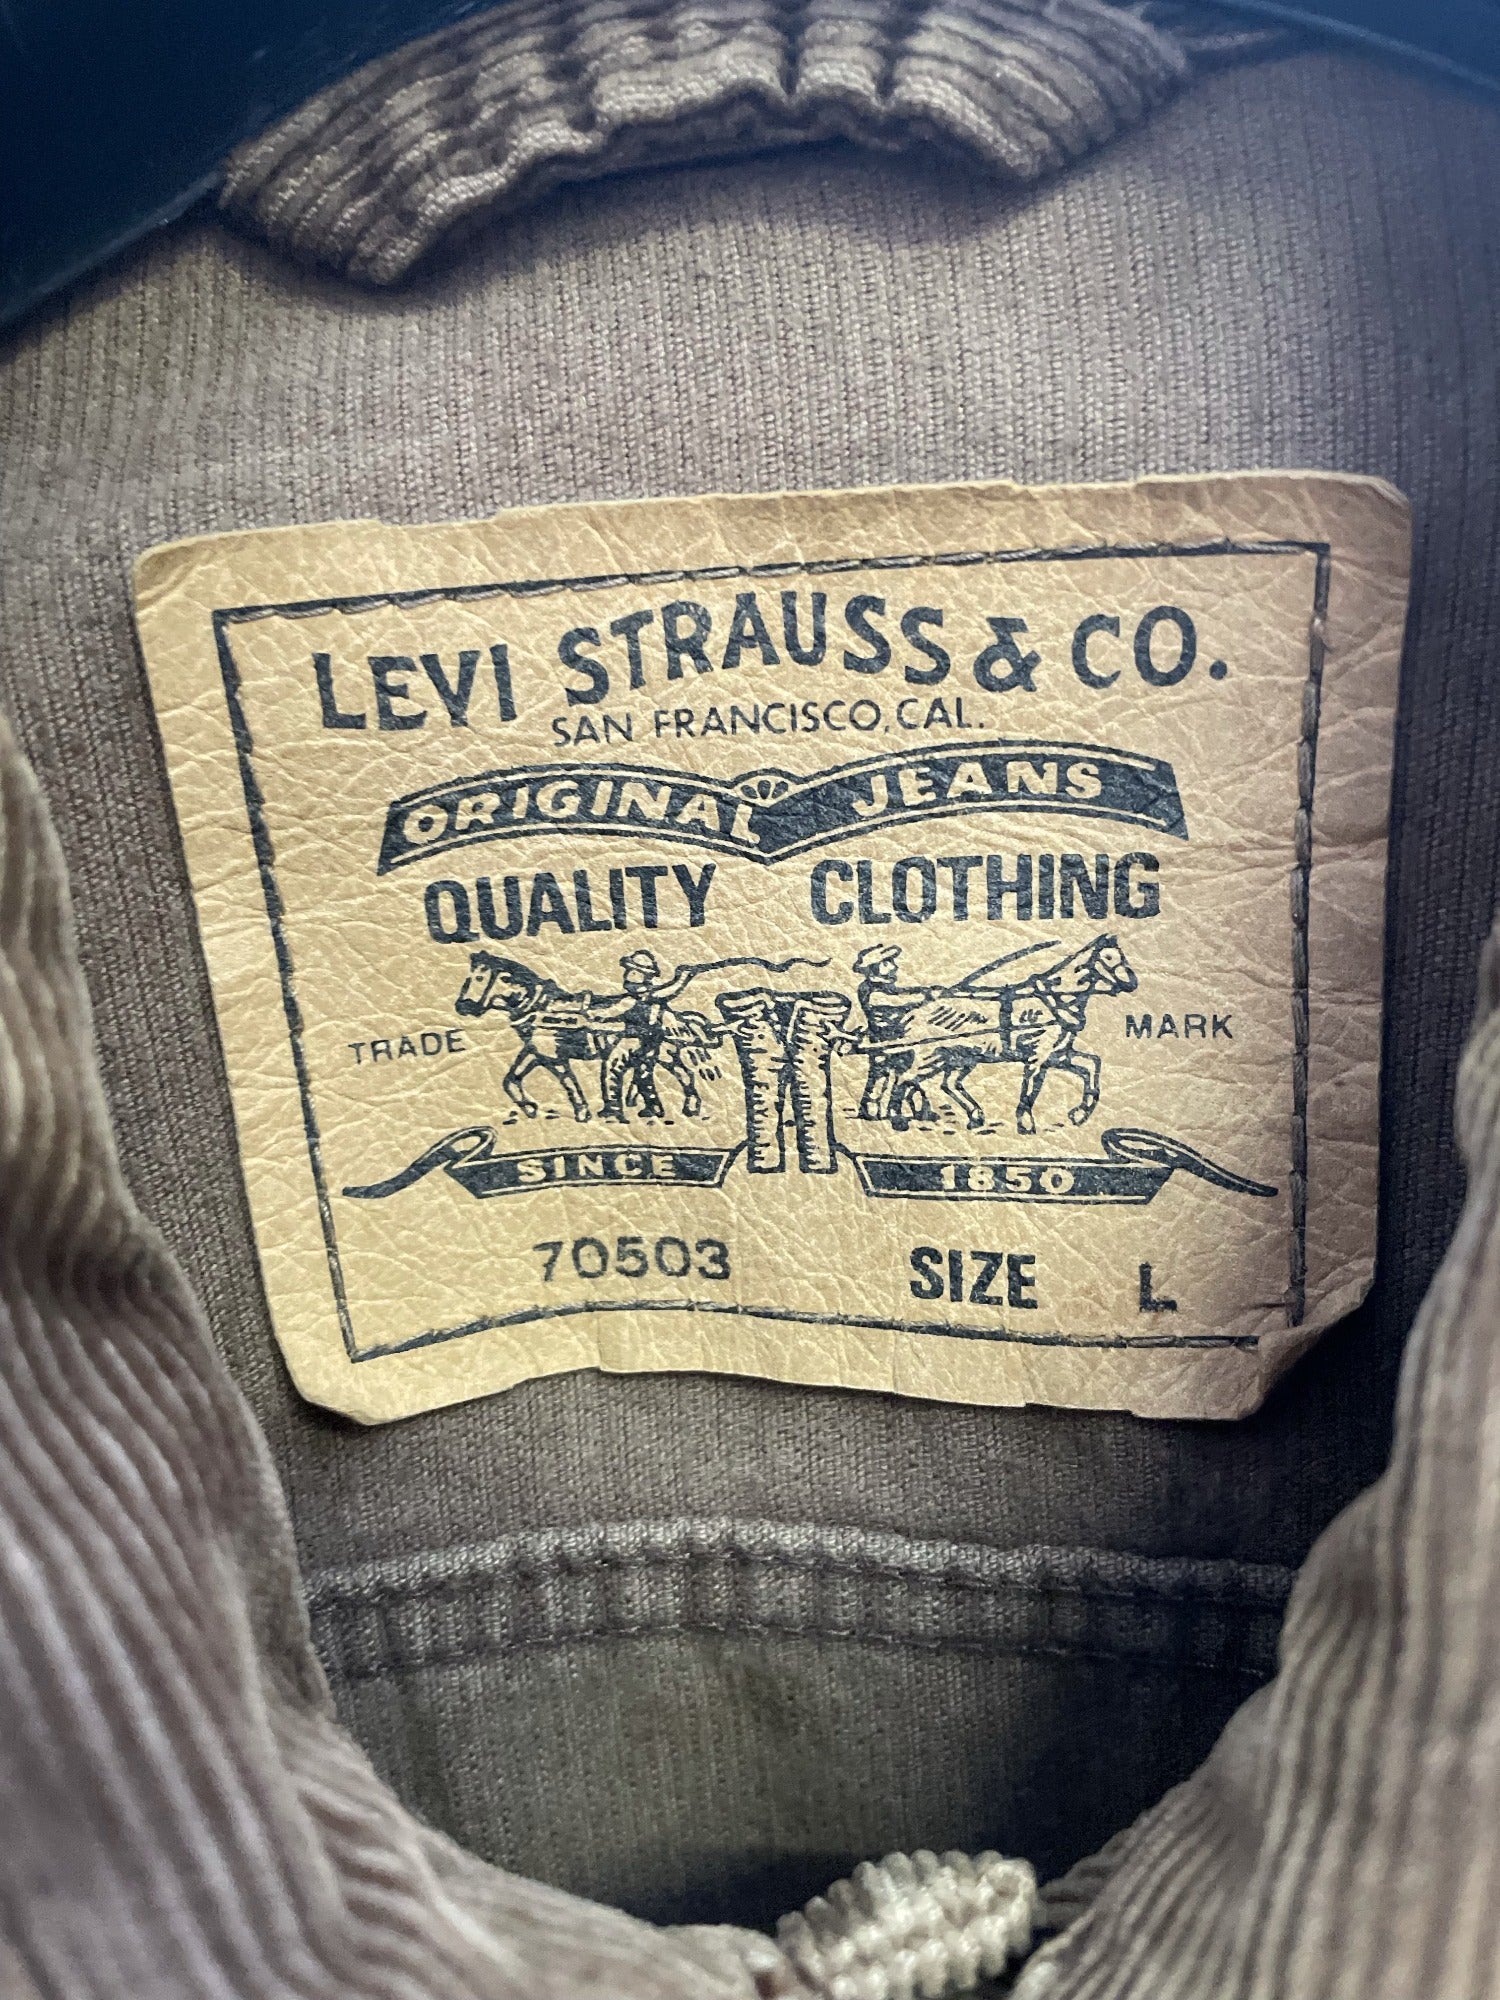 LEVI STRAUSS & CO.
SAN FRANCISCO, CAL.
ORIGINAL JEANS
QUALITY CLOTHING
TRADE MARK
SINCE 1850
70503 SIZE L